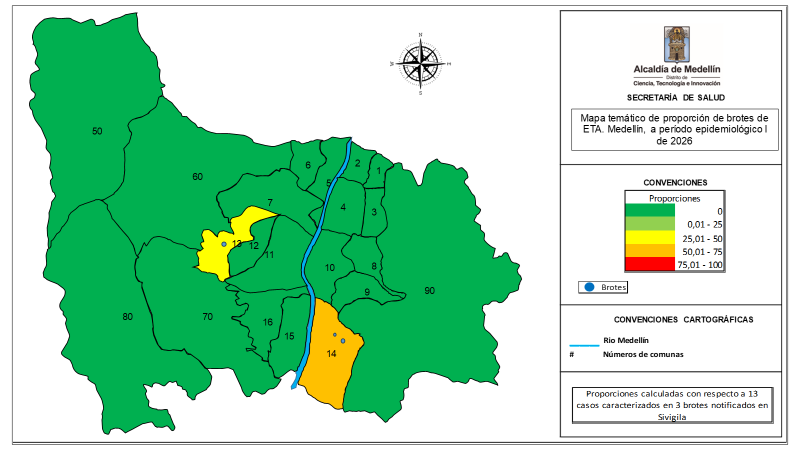 50
60
6
2
1
5
7
4
3
13
12
11
10
8
9
90
80
70
16
15
14
N
S
Alcaldía de Medellín
Distrito de
Ciencia, Tecnología e Innovación
SECRETARÍA DE SALUD
Mapa temático de proporción de brotes de
ETA. Medellín, a período epidemiológico I
de 2026
CONVENCIONES
Proporciones
0
0,01 - 25
25,01 - 50
50,01 - 75
75,01 - 100
Brotes
CONVENCIONES CARTOGRÁFICAS
Rio Medellín
# Números de comunas
Proporciones calculadas con respecto a 13
casos caracterizados en 3 brotes notificados en
Sivigila